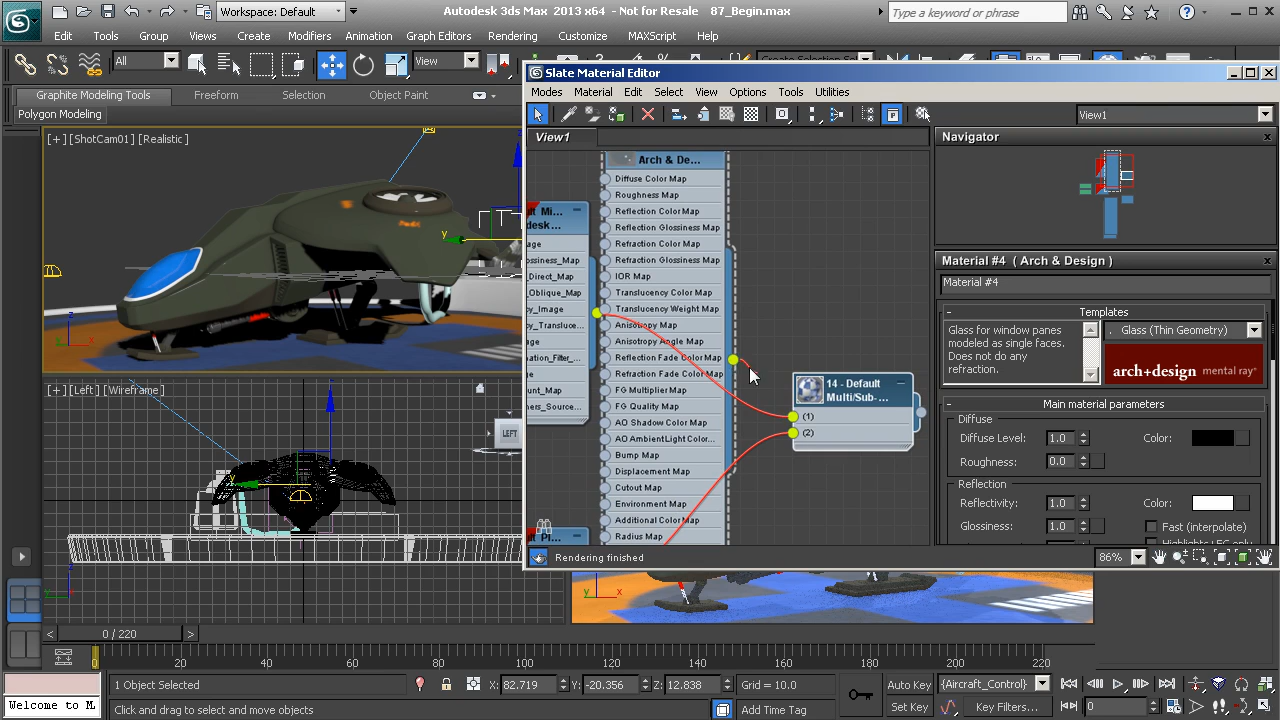 Workspace: Default
Autodesk 3ds Max 2013 x64 - Not for Resale 87_Begin.max
Type a keyword or phrase
Edit Tools Group Views Create Modifiers Animation Graph Editors Rendering Customize MAXScript Help
All
View
Graphite Modeling Tools Freeform Selection Object Paint
Polygon Modeling
[+] [ShotCam01] [Realistic]
y
z
x
[+] [Left] [Wireframe]
LEFT
y
Slate Material Editor
Modes Material Edit Select View Options Tools Utilities
View1
View1
Navigator
Arch & De...
Diffuse Color Map
Roughness Map
Reflection Color Map
Reflection Glossiness Map
Refraction Color Map
Refraction Glossiness Map
IOR Map
Translucency Color Map
Translucency Weight Map
Anisotropy Map
Anisotropy Angle Map
Reflection Fade Color Map
Refraction Fade Color Map
FG Multiplier Map
FG Quality Map
AO Shadow Color Map
AO Ambient Light Color...
Bump Map
Displacement Map
Cutout Map
Environment Map
Additional Color Map
Radius Map
14 - Default
Multi/Sub-...
(1)
(2)
Material #4 ( Arch & Design )
Material #4
Templates
Glass for window panes
modeled as single faces.
Does not do any
refraction.
. Glass (Thin Geometry)
arch+design mental ray®
Main material parameters
Diffuse
Diffuse Level: 1.0 Color:
Roughness: 0.0
Reflection
Reflectivity: 1.0 Color:
Glossiness: 1.0 Fast (interpolate)
Rendering finished
86%
< 0 / 220 >
0 20 40 60 80 100 120 140 160 180 200 220
1 Object Selected
X: 82.719 Y: -20.356 Z: 12.838 Grid = 10.0
Auto Key {Aircraft_Control}
Welcome to M.
Click and drag to select and move objects
Add Time Tag
Set Key Key Filters... 0